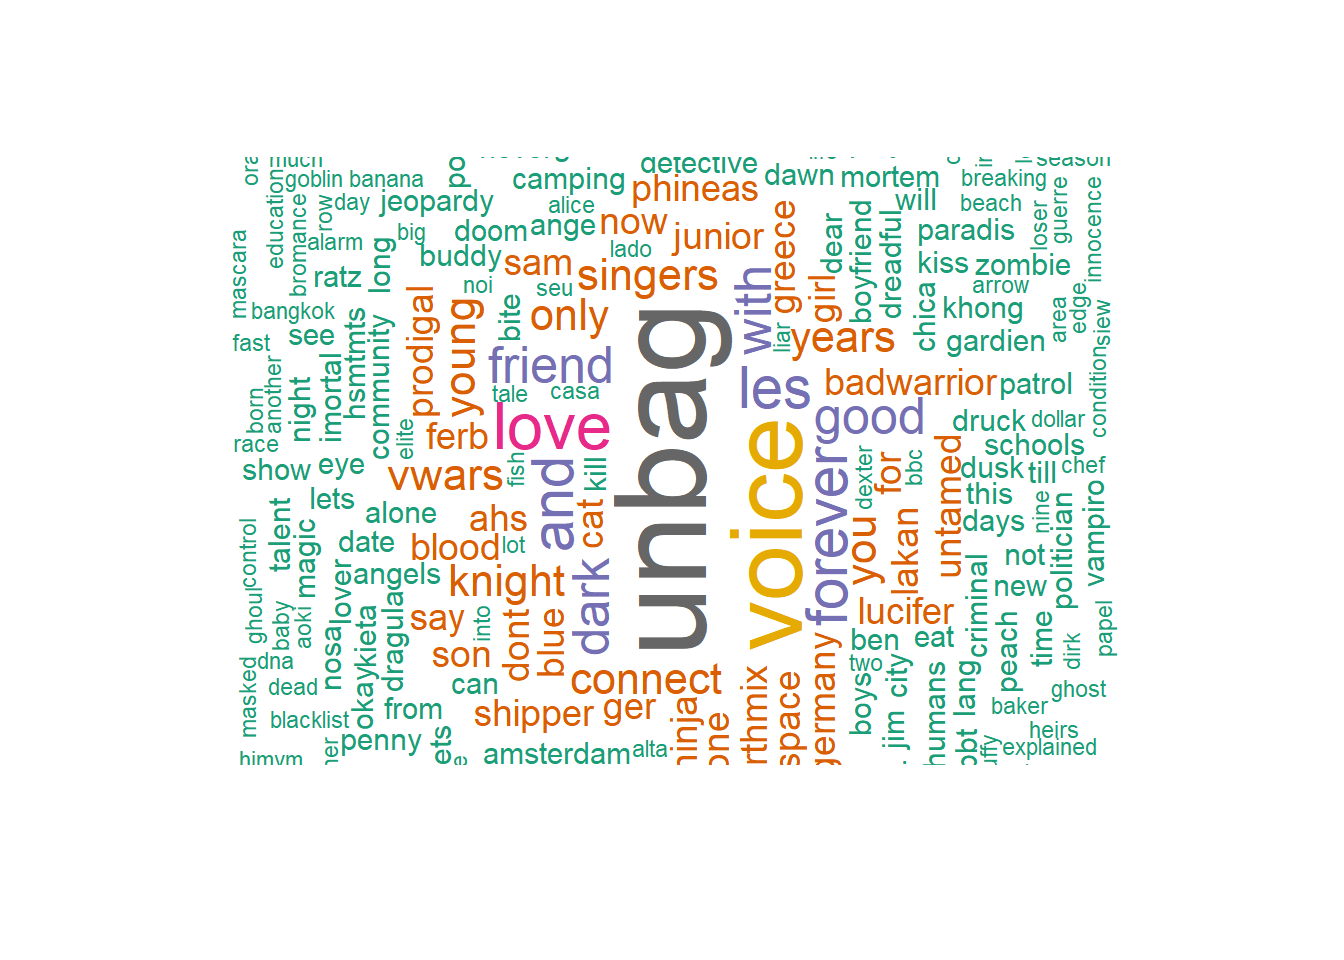 much
detective
season
goblin banana
camping
phineas
dawn mortem
breaking
education
day
jeopardy
alice
will
beach
bromance
row
now
junior
dear
boyfriend
dreadful
paradis
loser
guerre
innocence
alarm
big
doom
ange
lado
greece
girl
mascara
ratz
long
buddy
sam
singers
with
kiss
zombie
noi
seu
arrow
bangkok
bite
only
chica
khong
area
edge
siew
fast
see
hsmtmts
community
prodigal
young
unbag
liar
years
gardien
condition
friend
les
badwarrior
patrol
born
another
night
imortal
tale
casa
good
druck
dollar
race
elite
ferb
love
voice
schools
show
eye
vwars
fish
and
kill
forever
dexter
for
bbc
untamed
dusk
till
chef
this
lets
talent
alone
ahs
cat
you
lakan
days
nine
politician
vampiro
control
magic
date
blood
lot
not
ghoul
baby
aoki
lover
angels
knight
dark
new
say
into
dont
blue
lucifer
criminal
peach
time
dirk
papel
nosa
okaykieta
dragula
son
ben
eat
masked
dna
two
dead
can
connect
germany
boys
jim city
humans
lang
ghost
blacklist
from
shipper
ger
ninja
one
rthmix
space
baker
heirs
penny
amsterdam
alta
explained
himym